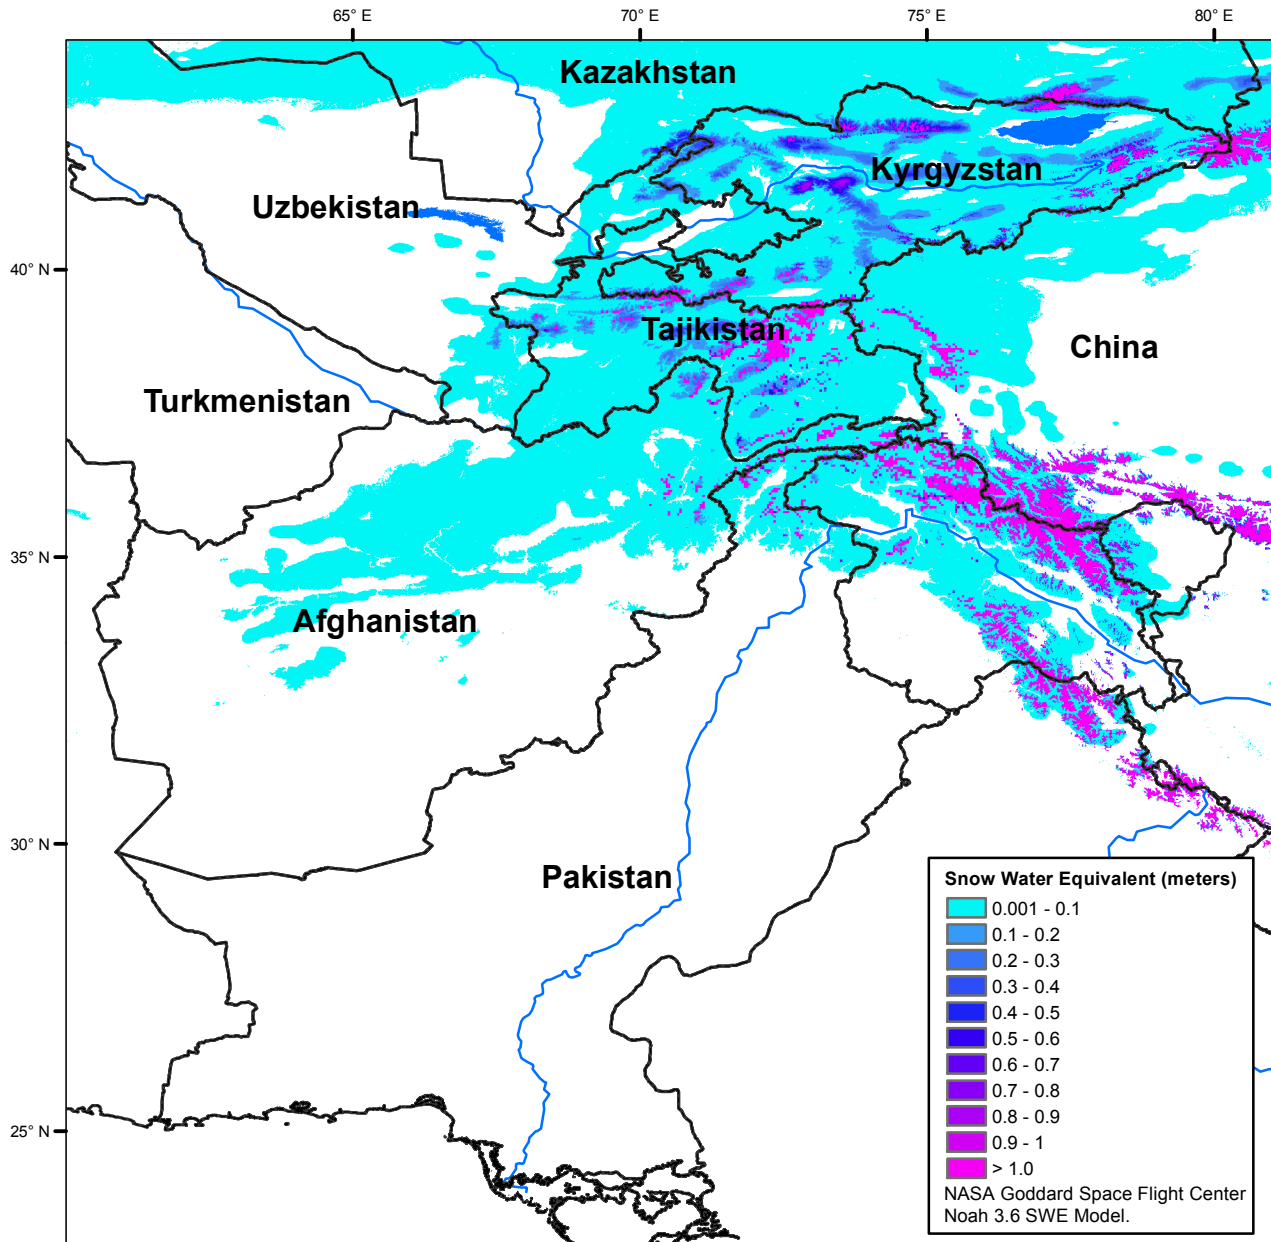 65° E
70° E
75° E
80° E
Kazakhstan
Kyrgyzstan
Uzbekistan
40° N
Tajikistan
China
Turkmenistan
35° N
Afghanistan
30° N
Pakistan
25° N
Snow Water Equivalent (meters)
0.001 - 0.1
0.1 - 0.2
0.2 - 0.3
0.3 - 0.4
0.4 - 0.5
0.5 - 0.6
0.6 - 0.7
0.7 - 0.8
0.8 - 0.9
0.9 - 1
> 1.0
NASA Goddard Space Flight Center
Noah 3.6 SWE Model.